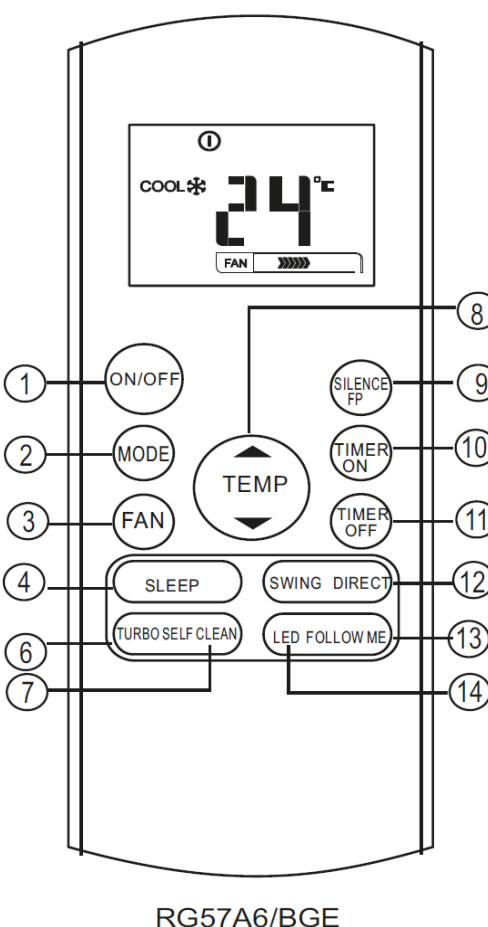 COOL 24°C
FAN
8
1 ON/OFF SILENCE FP 9
2 MODE TEMP TIMER ON 10
3 FAN TIMER OFF 11
4 SLEEP SWING DIRECT 12
6 TURBO SELF CLEAN LED FOLLOW ME 13
7 14
RG57A6/BGE